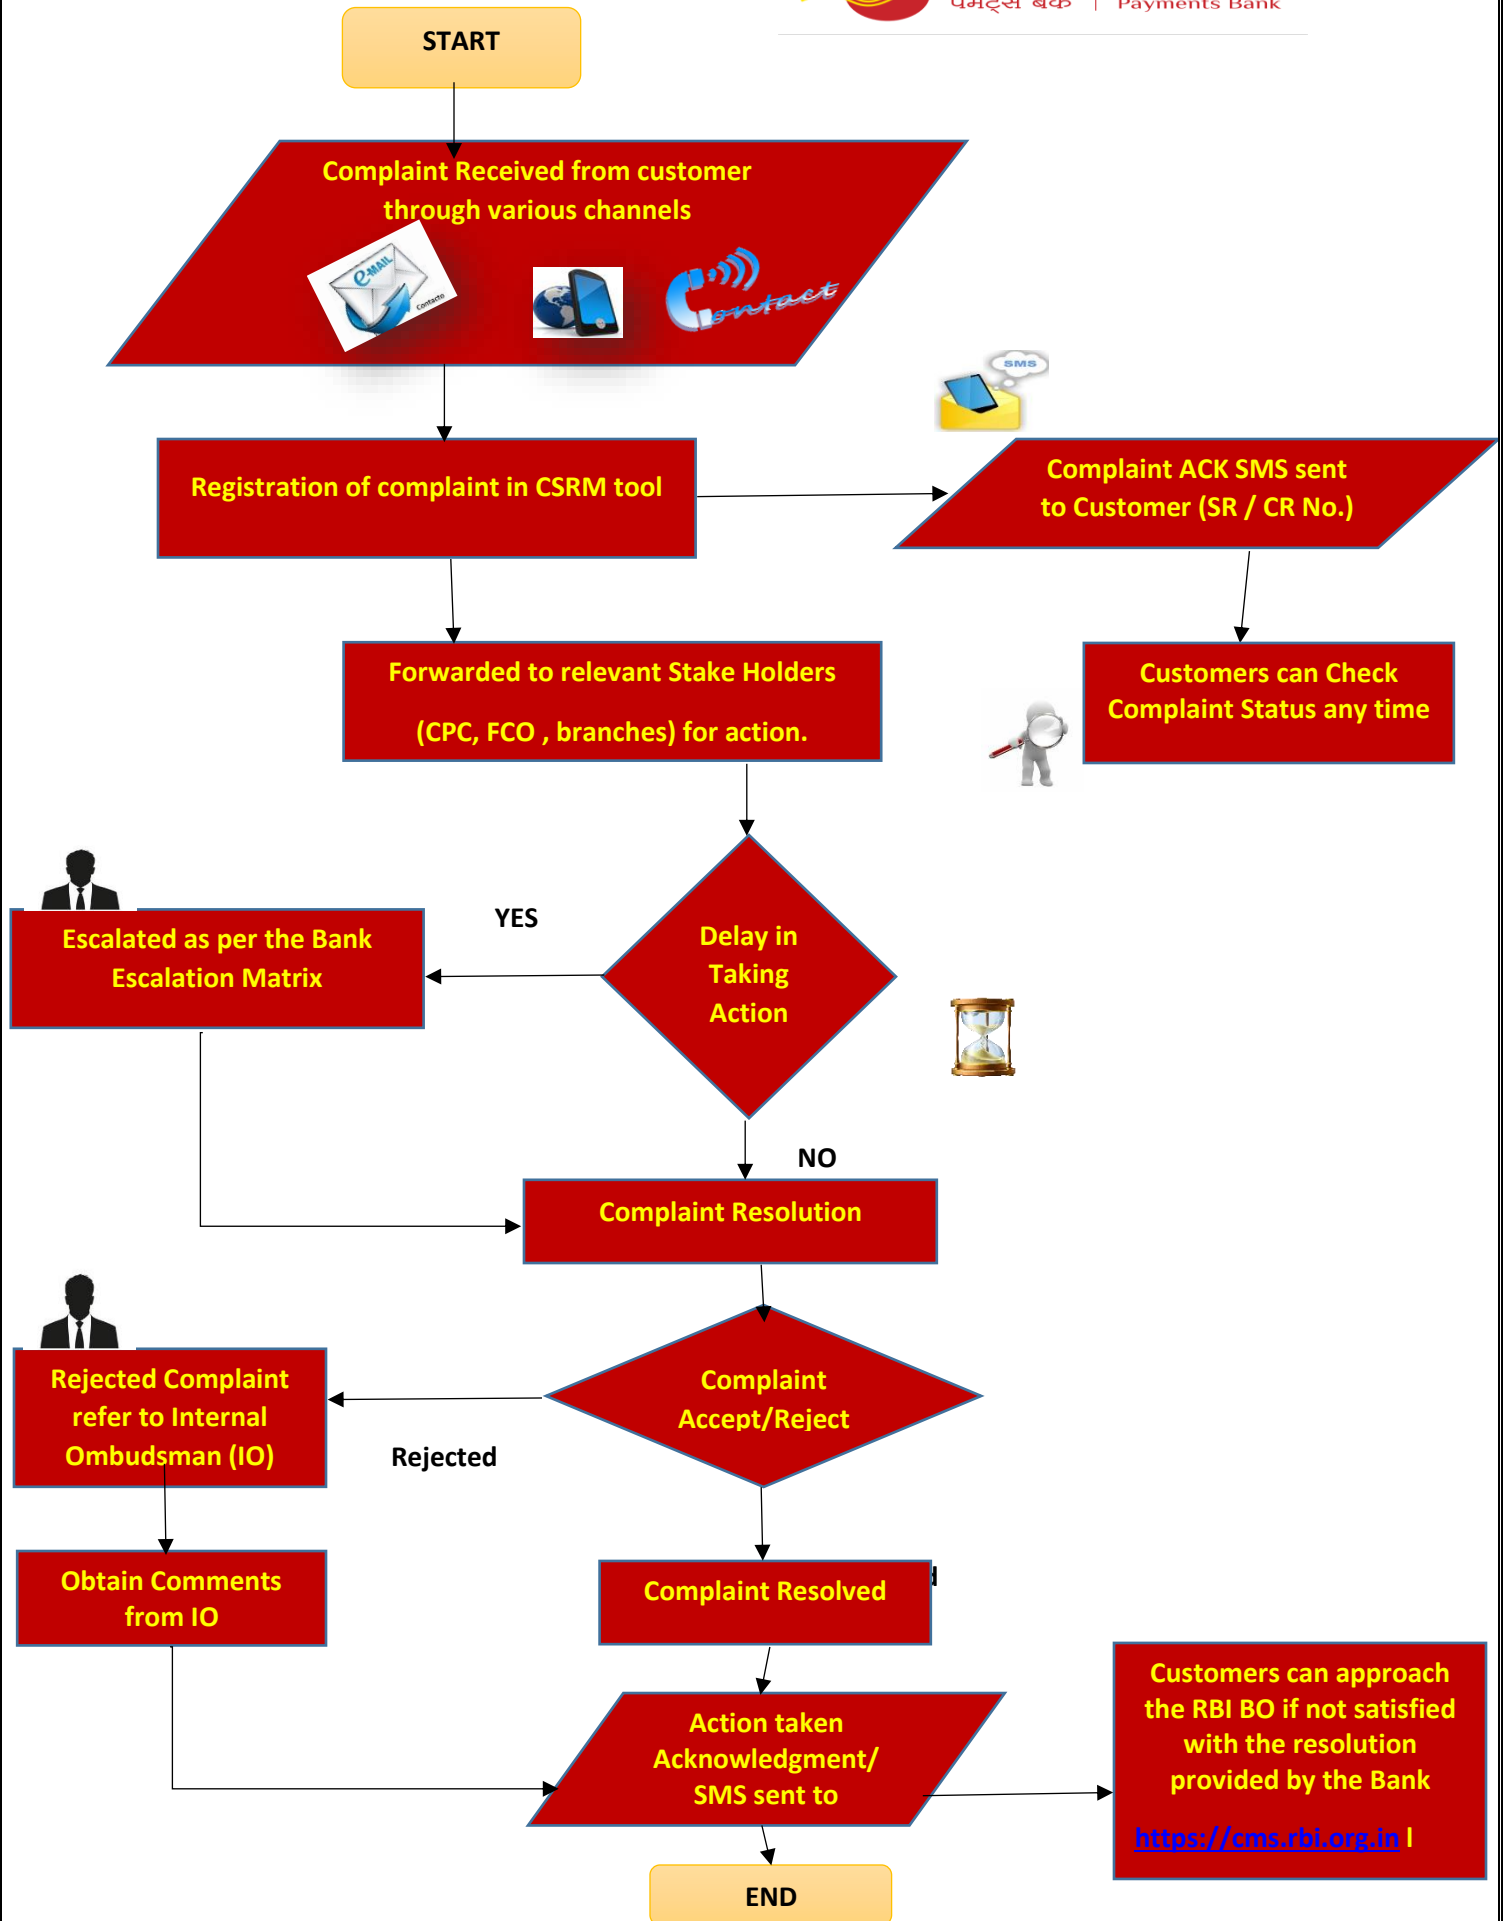 पेमेंट्स बैंक | Payments Bank
START
Complaint Received from customer
through various channels
e-MAIL
Contacto
Contact
SMS
Registration of complaint in CSRM tool
Complaint ACK SMS sent
to Customer (SR / CR No.)
Forwarded to relevant Stake Holders
(CPC, FCO , branches) for action.
Customers can Check
Complaint Status any time
Delay in
Taking
Action
YES
Escalated as per the Bank
Escalation Matrix
NO
Complaint Resolution
Complaint
Accept/Reject
Rejected
Rejected Complaint
refer to Internal
Ombudsman (IO)
Obtain Comments
from IO
Complaint Resolved
Action taken
Acknowledgment/
SMS sent to
Customers can approach
the RBI BO if not satisfied
with the resolution
provided by the Bank
https://cms.rbi.org.in l
END